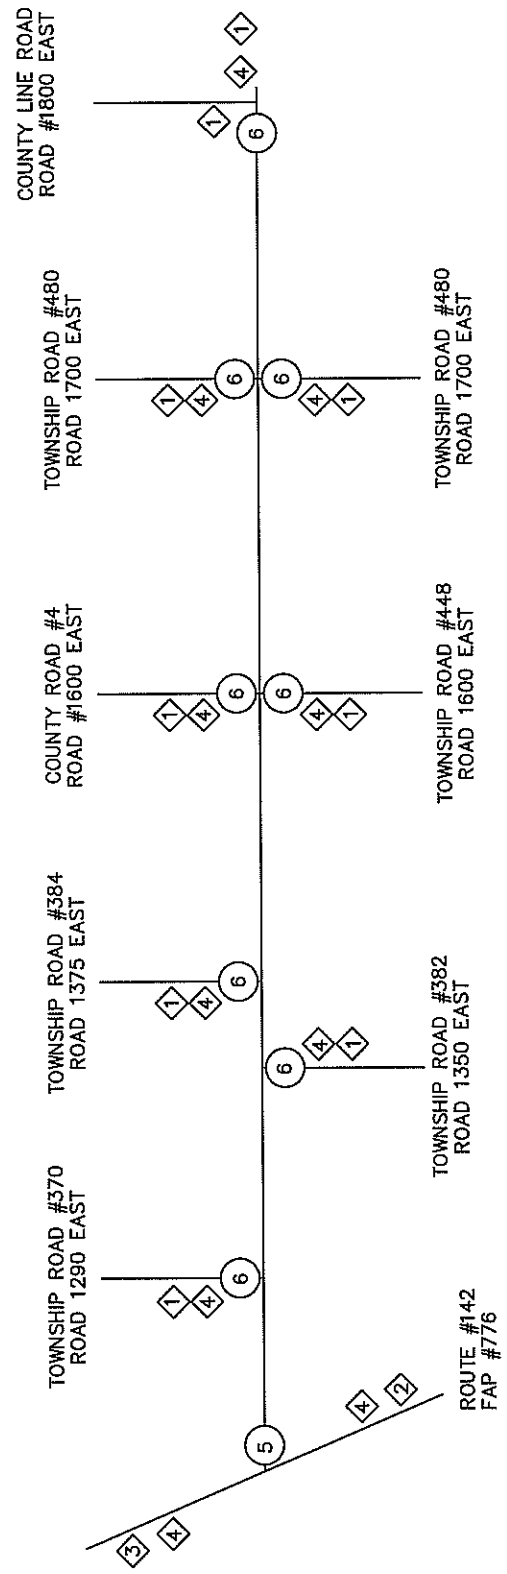 COUNTY LINE ROAD
ROAD #1800 EAST
1
4 1
6
TOWNSHIP ROAD #480
ROAD 1700 EAST
1 4 6
6 4 1
TOWNSHIP ROAD #480
ROAD 1700 EAST
COUNTY ROAD #4
ROAD #1600 EAST
1 4 6
6 4 1
TOWNSHIP ROAD #448
ROAD 1600 EAST
TOWNSHIP ROAD #384
ROAD 1375 EAST
1 4 6
6 4 1
TOWNSHIP ROAD #382
ROAD 1350 EAST
TOWNSHIP ROAD #370
ROAD 1290 EAST
1 4 6
5
3 4
4 2
ROUTE #142
FAP #776